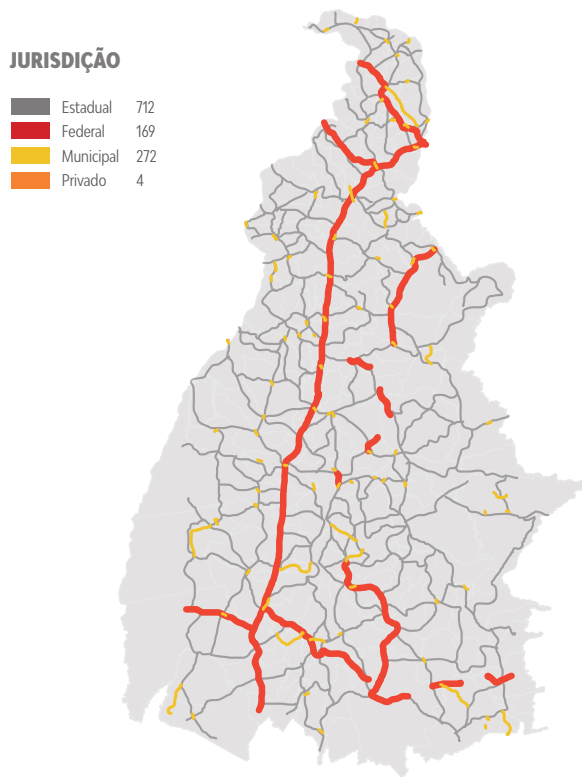 JURISDIÇÃO
Estadual 712
Federal 169
Municipal 272
Privado 4